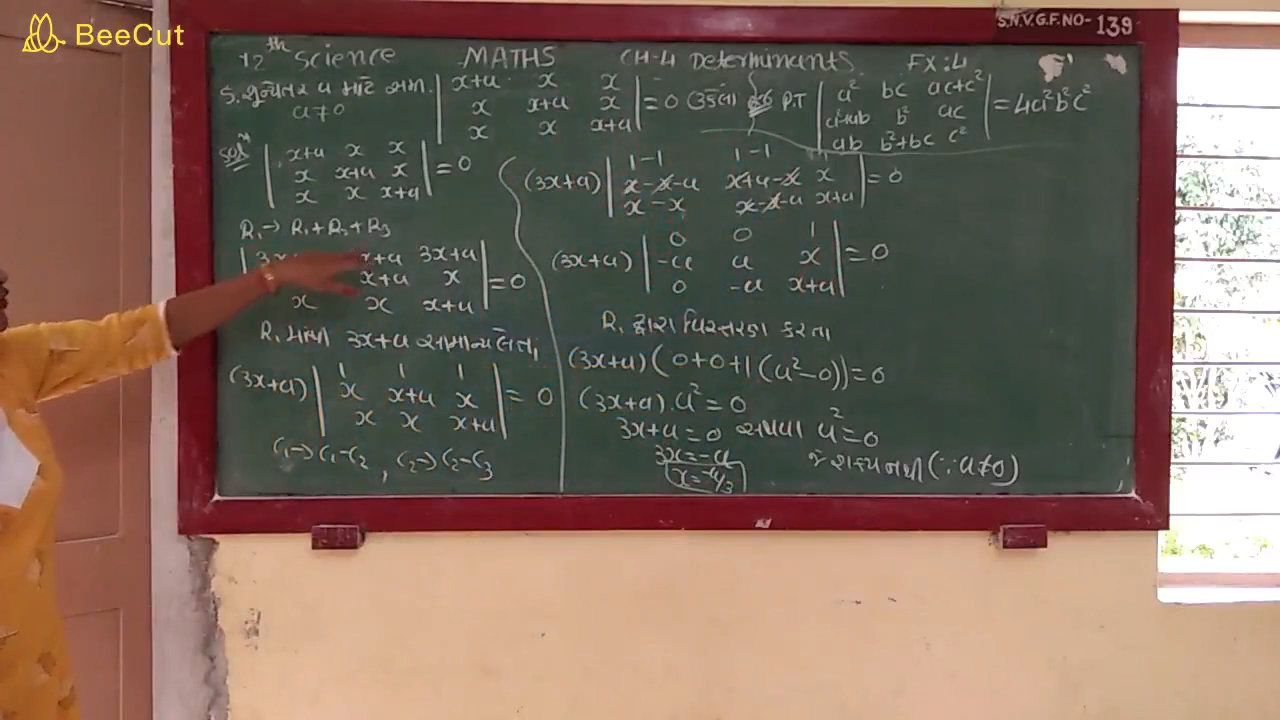 BeeCut
S.N.V.G.F.NO- 139
12th Science MATHS CH-4 Determinants EX:4
5. શૂન્યેતર a માટે
a≠0
| x+a x x |
| x x+a x | = 0
| x x x+a |
6 P.T
| a² bc ac+c² |
| a²+ab b² ac | = 4a²b²c²
| ab b²+bc c² |
Solⁿ
| x+a x x |
| x x+a x | = 0
| x x x+a |
R₁→ R₁+R₂+R₃
3x+a
x+a x = 0
x x x+a
R₁ માંથી 3x+a સામાન્ય લેતા,
(3x+a)
| 1 1 1 |
| x x+a x | = 0
| x x x+a |
C₁→C₁-C₂ , C₂→C₂-C₃
(3x+a)
| 1-1 1-1 1 |
| x-x-a x+a-x x | = 0
| x-x x-x-a x+a |
(3x+a)
| 0 0 1 |
| -a a x | = 0
| 0 -a x+a |
R₁ દ્વારા વિસ્તરણ કરતા
(3x+a)(0+0+1(a²-0))=0
(3x+a).a²=0
3x+a=0 અથવા a²=0
3x=-a
x=-a/3
જે શક્ય નથી (∵a≠0)